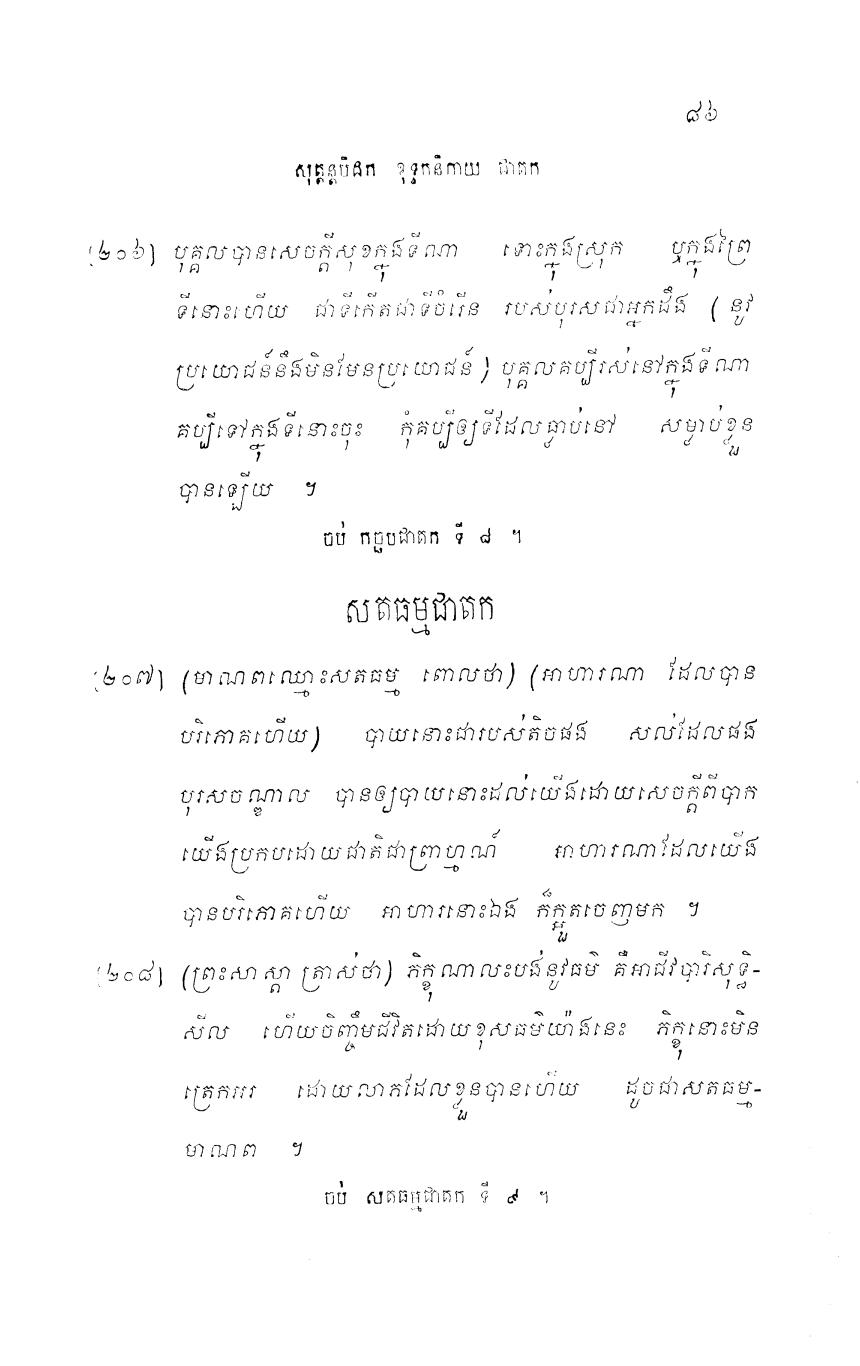 ៨៦
សុត្តន្តបិដក ខុទ្ទកនិកាយ ជាតក
[២០៦] បុគ្គលបានសេចក្តីសុខក្នុងទីណា ទោះក្នុងស្រុក ឬក្នុងព្រៃ
ទីនោះហើយ ជាទីកើតជាទីចំរើន របស់បុរសជាអ្នកដឹង (នូវ
ប្រយោជន៍នឹងមិនមែនប្រយោជន៍) បុគ្គលគប្បីរស់នៅក្នុងទីណា
គប្បីទៅក្នុងទីនោះចុះ កុំគប្បីឲ្យទីដែលធ្លាប់នៅ សម្លាប់ខ្លួន
បានឡើយ ។
ចប់ កច្ឆបជាតក ទី ៨ ។
សតធម្មជាតក
[២០៧] (មាណពឈ្មោះសតធម្ម ពោលថា) (អាហារណា ដែលបាន
បរិភោគហើយ) បាយនោះជារបស់តិចផង សល់ដែលផង
បុរសចណ្ឌាល បានឲ្យបាយនោះដល់យើងដោយសេចក្តីពីបាក
យើងប្រកបដោយជាតិជាព្រាហ្មណ៍ អាហារណាដែលយើង
បានបរិភោគហើយ អាហារនោះឯង ក៏ក្អួតចេញមក ។
[២០៨] (ព្រះសាស្តា ត្រាស់ថា) ភិក្ខុណាលះបង់នូវធម៌ គឺអាជីវបារិសុទ្ធិ-
សីល ហើយចិញ្ចឹមជីវិតដោយខុសធម៌យ៉ាងនេះ ភិក្ខុនោះមិន
ត្រេកអរ ដោយលាភដែលខ្លួនបានហើយ ដូចជាសតធម្ម-
មាណព ។
ចប់ សតធម្មជាតក ទី ៩ ។